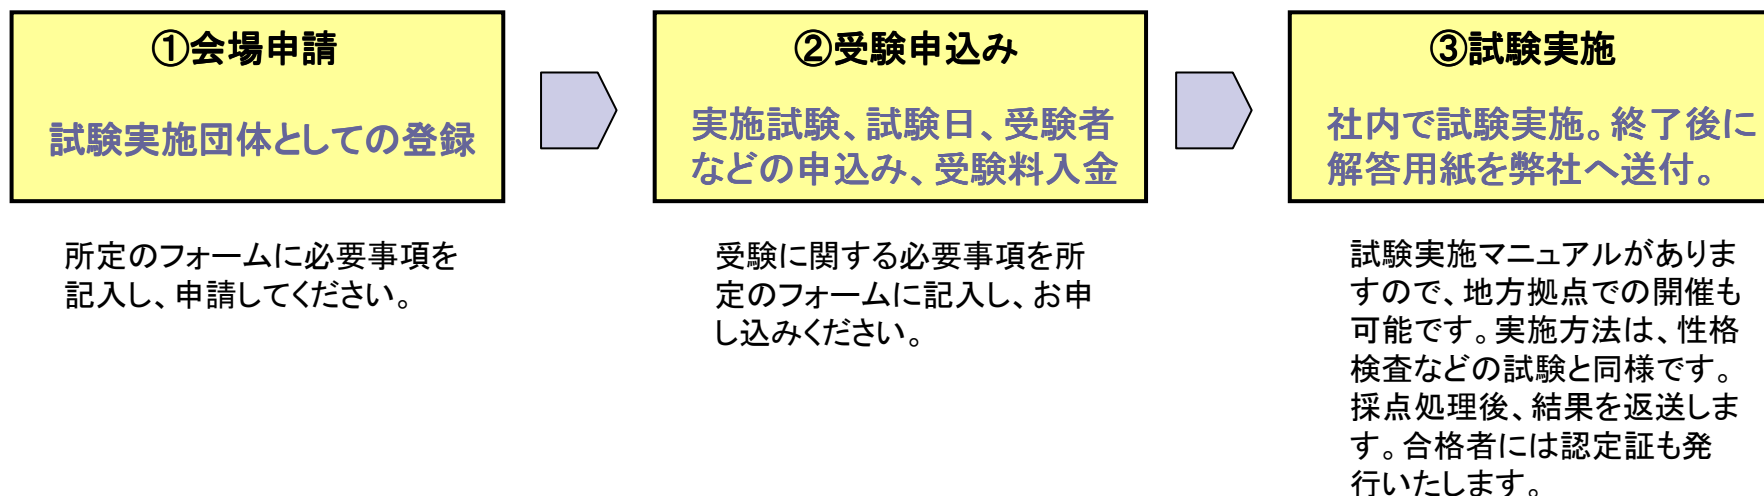 ①会場申請
試験実施団体としての登録
所定のフォームに必要事項を
記入し、申請してください。
②受験申込み
実施試験、試験日、受験者
などの申込み、受験料入金
受験に関する必要事項を所
定のフォームに記入し、お申
し込みください。
③試験実施
社内で試験実施。終了後に
解答用紙を弊社へ送付。
試験実施マニュアルがありま
すので、地方拠点での開催も
可能です。実施方法は、性格
検査などの試験と同様です。
採点処理後、結果を返送しま
す。合格者には認定証も発
行いたします。